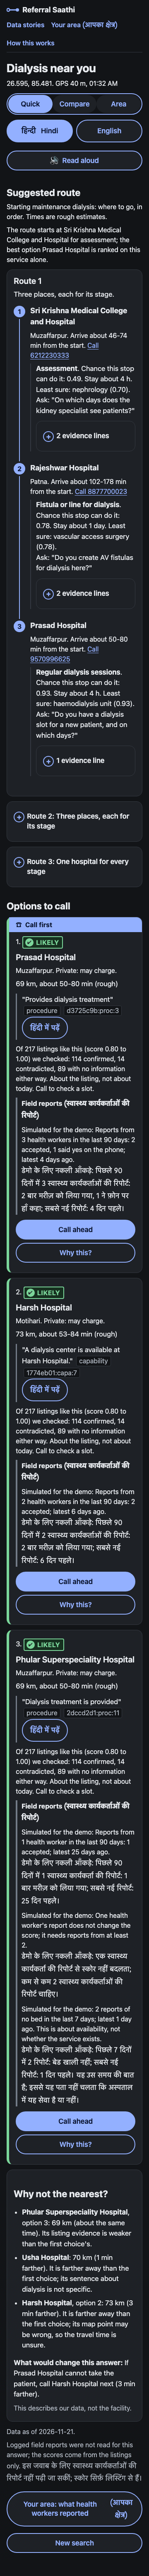 Referral Saathi
Data stories Your area (आपका क्षेत्र)
How this works
Dialysis near you
26.595, 85.481. GPS 40 m, 01:32 AM
Quick Compare Area
हिन्दी Hindi English
Read aloud
Suggested route
Starting maintenance dialysis: where to go, in
order. Times are rough estimates.
The route starts at Sri Krishna Medical College
and Hospital for assessment; the
best option Prasad Hospital is ranked on this
service alone.
Route 1
Three places, each for its stage.
1 Sri Krishna Medical College
and Hospital
Muzaffarpur. Arrive about 46-74
min from the start. Call
6212230333
Assessment. Chance this stop
can do it: 0.49. Stay about 4 h.
Least sure: nephrology (0.70).
Ask: "On which days does the
kidney specialist see patients?"
2 evidence lines
2 Rajeshwar Hospital
Patna. Arrive about 102-178 min
from the start. Call 8877700023
Fistula or line for dialysis.
Chance this stop can do it:
0.78. Stay about 1 day. Least
sure: vascular access surgery
(0.78).
Ask: "Do you create AV fistulas
for dialysis here?"
2 evidence lines
3 Prasad Hospital
Muzaffarpur. Arrive about 50-80
min from the start. Call
9570996625
Regular dialysis sessions.
Chance this stop can do it:
0.93. Stay about 4 h. Least
sure: haemodialysis unit (0.93).
Ask: "Do you have a dialysis
slot for a new patient, and on
which days?"
1 evidence line
Route 2: Three places, each for
its stage
Route 3: One hospital for every
stage
Options to call
Call first
1. LIKELY
Prasad Hospital
Muzaffarpur. Private: may charge.
69 km, about 50-80 min (rough)
"Provides dialysis treatment"
procedure d3725c9b:proc:3
हिंदी में पढ़ें
Of 217 listings like this (score 0.80 to
1.00) we checked: 114 confirmed, 14
contradicted, 89 with no information
either way. About the listing, not about
today. Call to check a slot.
Field reports (स्वास्थ्य कार्यकर्ताओं की
रिपोर्ट)
Simulated for the demo: Reports from
3 health workers in the last 90 days: 2
accepted, 1 said yes on the phone;
latest 4 days ago.
डेमो के लिए नकली आँकड़े: पिछले 90
दिनों में 3 स्वास्थ्य कार्यकर्ताओं की रिपोर्ट:
2 बार मरीज़ को लिया गया, 1 ने फ़ोन पर
हाँ कहा; सबसे नई रिपोर्ट: 4 दिन पहले।
Call ahead
Why this?
2. LIKELY
Harsh Hospital
Motihari. Private: may charge.
73 km, about 53-84 min (rough)
"A dialysis center is available at
Harsh Hospital." capability
1774eb01:capa:7
हिंदी में पढ़ें
Of 217 listings like this (score 0.80 to
1.00) we checked: 114 confirmed, 14
contradicted, 89 with no information
either way. About the listing, not about
today. Call to check a slot.
Field reports (स्वास्थ्य कार्यकर्ताओं की
रिपोर्ट)
Simulated for the demo: Reports from
2 health workers in the last 90 days: 2
accepted; latest 6 days ago.
डेमो के लिए नकली आँकड़े: पिछले 90
दिनों में 2 स्वास्थ्य कार्यकर्ताओं की रिपोर्ट:
2 बार मरीज़ को लिया गया; सबसे नई
रिपोर्ट: 6 दिन पहले।
Call ahead
Why this?
3. LIKELY
Phular Superspeciality Hospital
Muzaffarpur. Private: may charge.
69 km, about 50-80 min (rough)
"Dialysis treatment is provided"
procedure 2dccd2d1:proc:11
हिंदी में पढ़ें
Of 217 listings like this (score 0.80 to
1.00) we checked: 114 confirmed, 14
contradicted, 89 with no information
either way. About the listing, not about
today. Call to check a slot.
Field reports (स्वास्थ्य कार्यकर्ताओं की
रिपोर्ट)
Simulated for the demo: Reports from
1 health worker in the last 90 days: 1
accepted; latest 25 days ago.
डेमो के लिए नकली आँकड़े: पिछले 90
दिनों में 1 स्वास्थ्य कार्यकर्ता की रिपोर्ट: 1
बार मरीज़ को लिया गया; सबसे नई रिपोर्ट:
25 दिन पहले।
Simulated for the demo: One health
worker's report does not change the
score; it needs reports from at least
2.
डेमो के लिए नकली आँकड़े: एक स्वास्थ्य
कार्यकर्ता की रिपोर्ट से स्कोर नहीं बदलता;
कम से कम 2 स्वास्थ्य कार्यकर्ताओं की
रिपोर्ट चाहिए।
Simulated for the demo: 2 reports of
no bed in the last 7 days; latest 1 day
ago. This is about availability, not
whether the service exists.
डेमो के लिए नकली आँकड़े: पिछले 7 दिनों
में 2 रिपोर्ट: बेड खाली नहीं; सबसे नई
रिपोर्ट: 1 दिन पहले। यह उस समय की बात
है; इससे यह पता नहीं चलता कि अस्पताल
में यह सेवा है या नहीं।
Call ahead
Why this?
Why not the nearest?
• Phular Superspeciality Hospital,
option 3: 69 km (about the same
time). Its listing evidence is weaker
than the first choice's.
• Usha Hospital: 70 km (1 min
farther). It is farther away than the
first choice; its sentence about
dialysis is not specific.
• Harsh Hospital, option 2: 73 km (3
min farther). It is farther away than
the first choice; its map point may
be wrong, so the travel time is
unsure.
What would change this answer: If
Prasad Hospital cannot take the
patient, call Harsh Hospital next (3 min
farther).
This describes our data, not the facility.
Data as of 2026-11-21.
Logged field reports were not read for this
answer; the scores come from the listings
only. इस जवाब के लिए स्वास्थ्य कार्यकर्ताओं की
रिपोर्टें नहीं पढ़ी जा सकीं; स्कोर सिर्फ़ लिस्टिंग से हैं।
Your area: what health
workers reported
(आपका
क्षेत्र)
New search